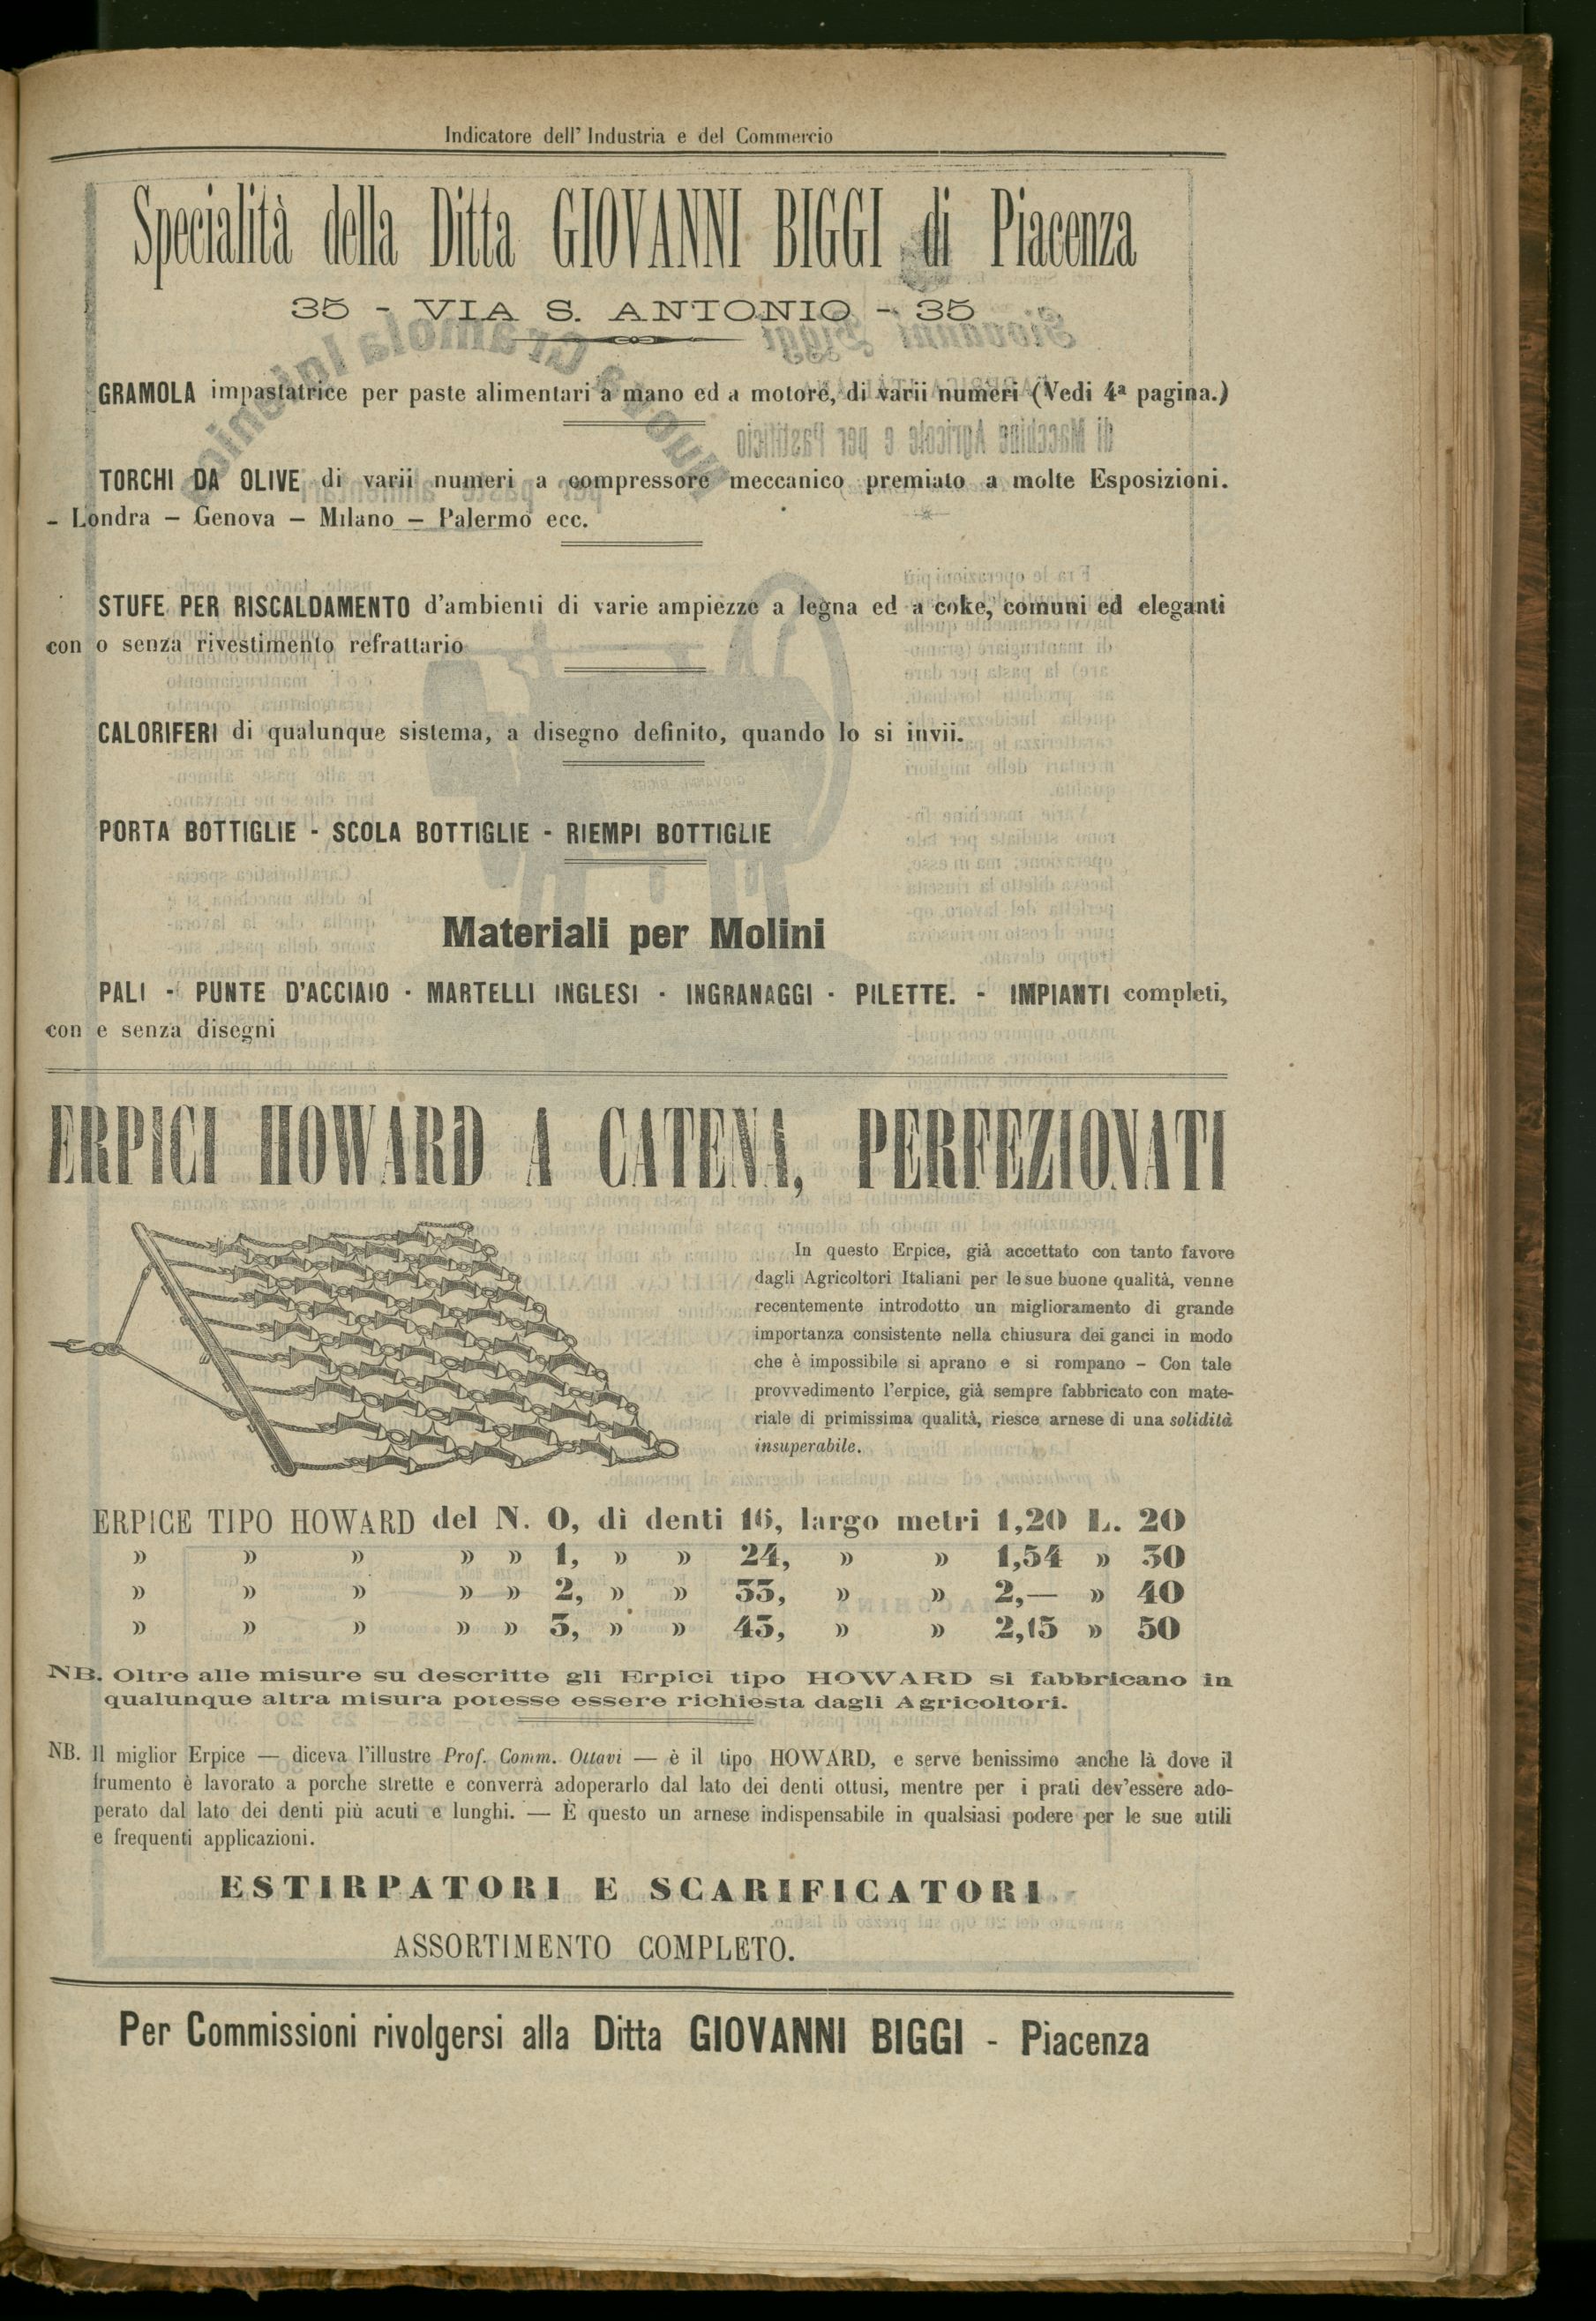 Indicatore dell' Industria e del Commercio
Specialità della Ditta GIOVANNI BIGGI di Piacenza
35 - VIA S. ANTONIO - 35
GRAMOLA impastatrice per paste alimentari a mano ed a motore, di varii numeri (Vedi 4ª pagina.)
TORCHI DA OLIVE di varii numeri a compressore meccanico premiato a molte Esposizioni.
- Londra — Genova — Milano — Palermo ecc.
STUFE PER RISCALDAMENTO d'ambienti di varie ampiezze a legna ed a coke, comuni ed eleganti
con o senza rivestimento refrattario
CALORIFERI di qualunque sistema, a disegno definito, quando lo si invii.
PORTA BOTTIGLIE - SCOLA BOTTIGLIE - RIEMPI BOTTIGLIE
Materiali per Molini
PALI - PUNTE D'ACCIAIO - MARTELLI INGLESI - INGRANAGGI - PILETTE. - IMPIANTI completi,
con e senza disegni
ERPICI HOWARD A CATENA, PERFEZIONATI
In questo Erpice, già accettato con tanto favore
dagli Agricoltori Italiani per le sue buone qualità, venne
recentemente introdotto un miglioramento di grande
importanza consistente nella chiusura dei ganci in modo
che è impossibile si aprano e si rompano — Con tale
provvedimento l'erpice, già sempre fabbricato con mate-
riale di primissima qualità, riesce arnese di una solidità
insuperabile.
ERPICE TIPO HOWARD del N. 0, di denti 16, largo metri 1,20 L. 20
» » » » » 1, » » 24, » » 1,54 » 30
» » » » » 2, » » 33, » » 2,— » 40
» » » » » 3, » » 43, » » 2,15 » 50
NB. Oltre alle misure su descritte gli Erpici tipo HOWARD si fabbricano in
qualunque altra misura potesse essere richiesta dagli Agricoltori.
NB. Il miglior Erpice — diceva l'illustre Prof. Comm. Ottavi — è il tipo HOWARD, e serve benissimo anche là dove il
frumento è lavorato a porche strette e converrà adoperarlo dal lato dei denti ottusi, mentre per i prati dev'essere ado-
perato dal lato dei denti più acuti e lunghi. — È questo un arnese indispensabile in qualsiasi podere per le sue utili
e frequenti applicazioni.
ESTIRPATORI E SCARIFICATORI
ASSORTIMENTO COMPLETO.
Per Commissioni rivolgersi alla Ditta GIOVANNI BIGGI - Piacenza